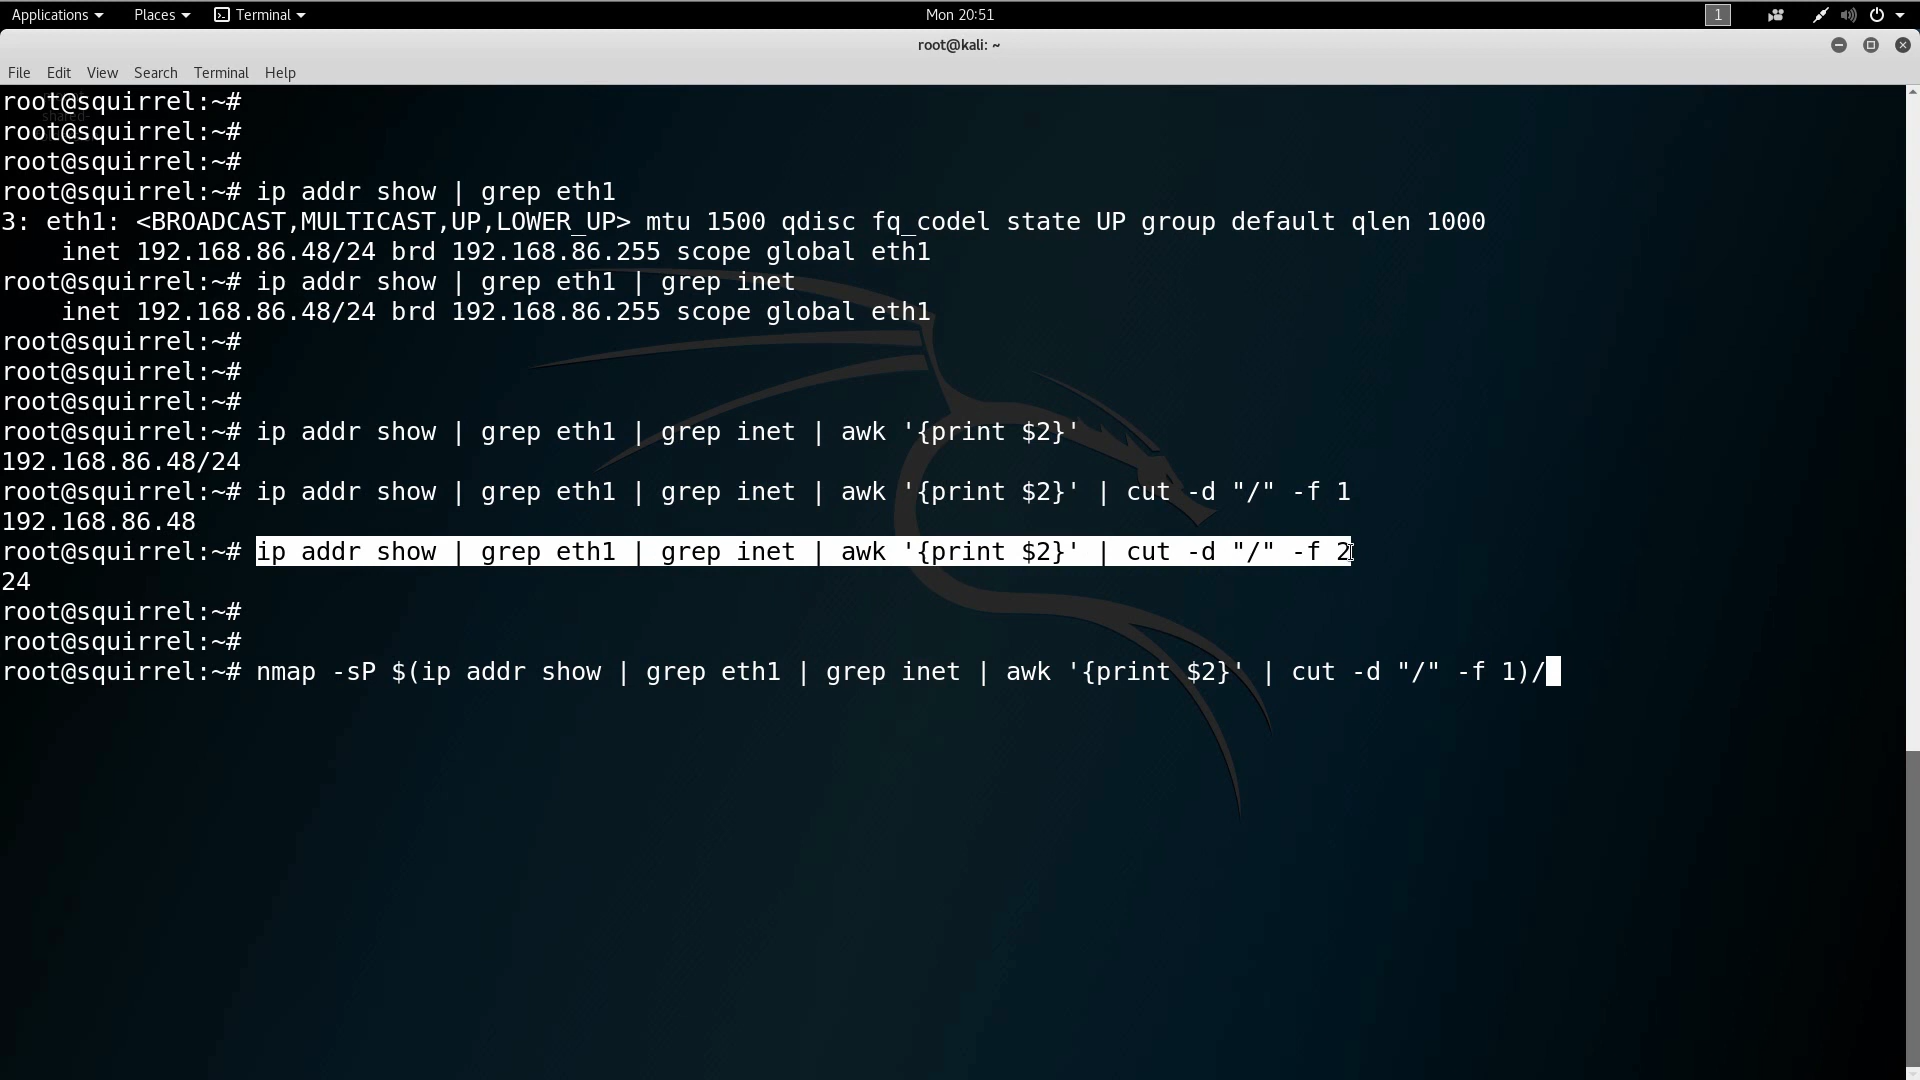 Applications Places Terminal Mon 20:51 1
root@kali: ~
File Edit View Search Terminal Help
root@squirrel:~#
shared-
root@squirrel:~#
root@squirrel:~#
root@squirrel:~# ip addr show | grep eth1
3: eth1: <BROADCAST,MULTICAST,UP,LOWER_UP> mtu 1500 qdisc fq_codel state UP group default qlen 1000
    inet 192.168.86.48/24 brd 192.168.86.255 scope global eth1
root@squirrel:~# ip addr show | grep eth1 | grep inet
    inet 192.168.86.48/24 brd 192.168.86.255 scope global eth1
root@squirrel:~#
root@squirrel:~#
root@squirrel:~#
root@squirrel:~# ip addr show | grep eth1 | grep inet | awk '{print $2}'
192.168.86.48/24
root@squirrel:~# ip addr show | grep eth1 | grep inet | awk '{print $2}' | cut -d "/" -f 1
192.168.86.48
root@squirrel:~# ip addr show | grep eth1 | grep inet | awk '{print $2}' | cut -d "/" -f 2
24
root@squirrel:~#
root@squirrel:~#
root@squirrel:~# nmap -sP $(ip addr show | grep eth1 | grep inet | awk '{print $2}' | cut -d "/" -f 1)/